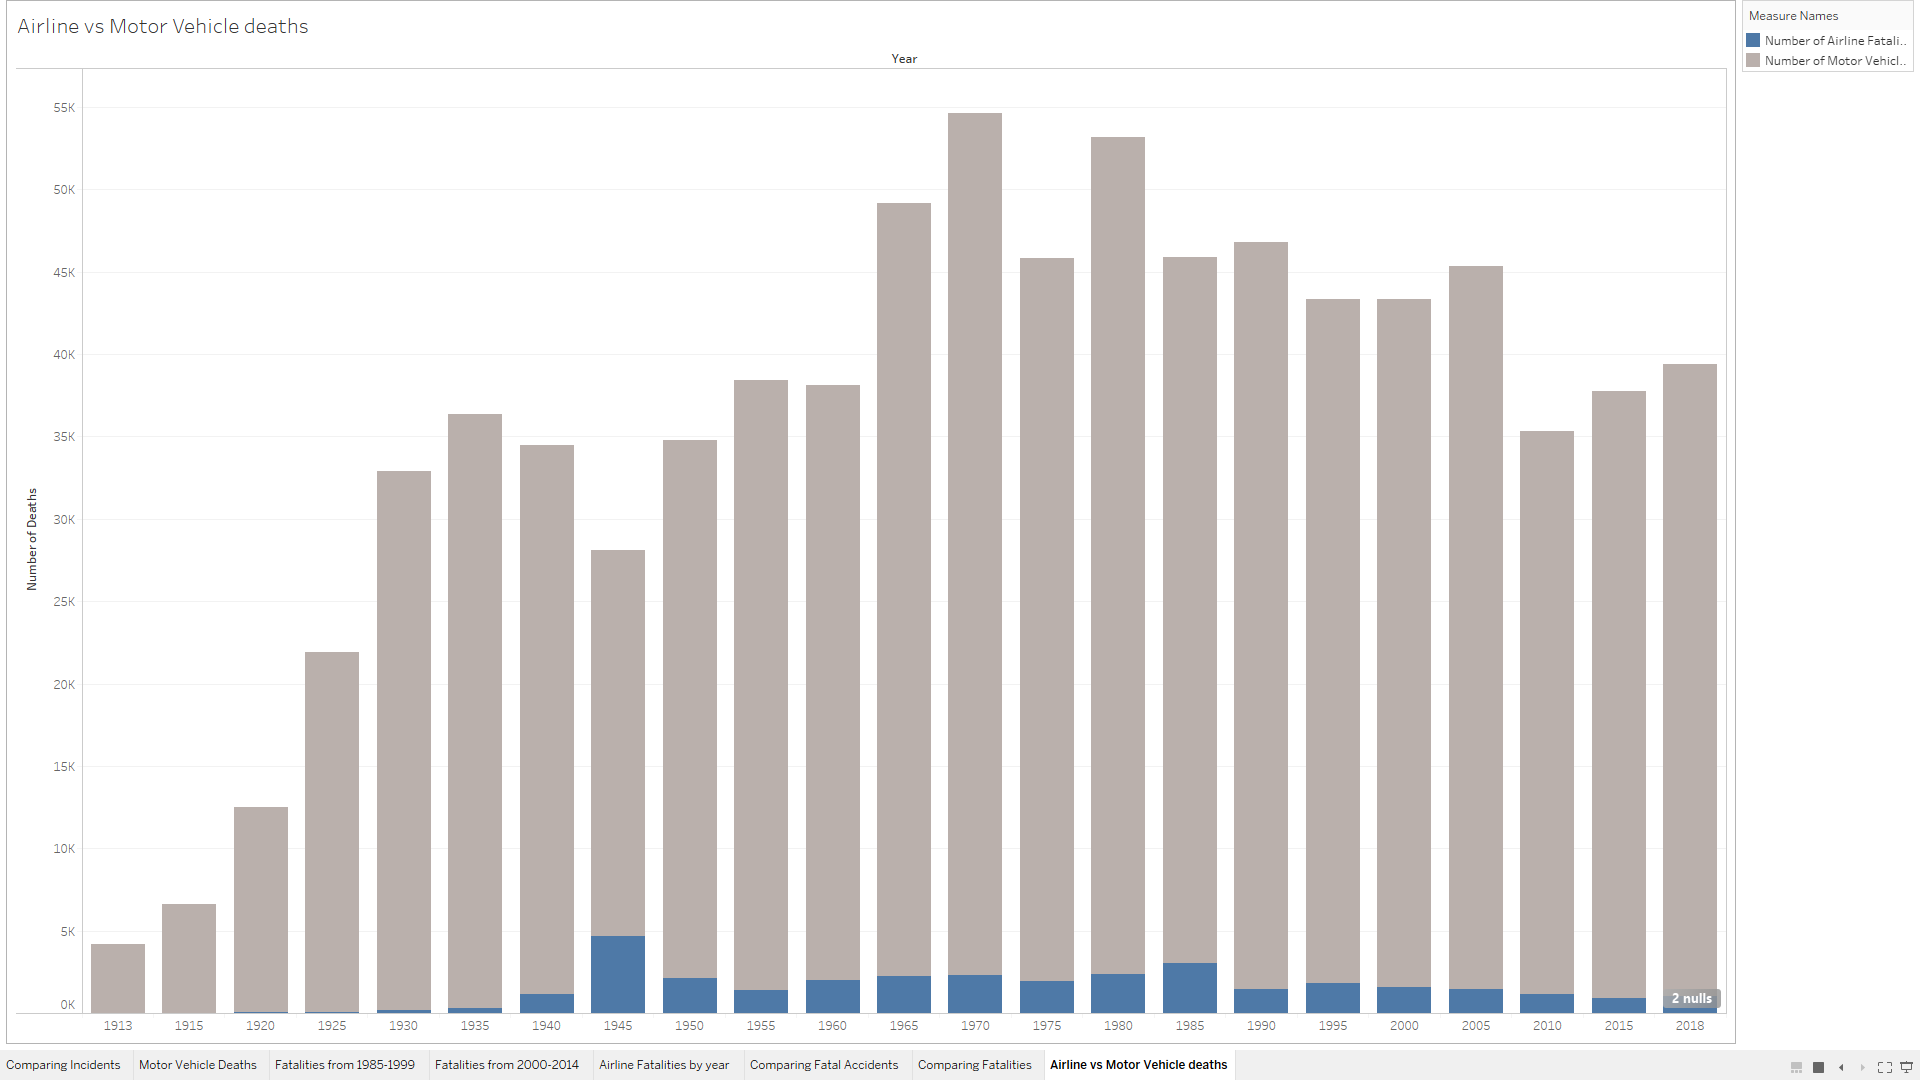 Airline vs Motor Vehicle deaths
Measure Names
Number of Airline Fatali..
Number of Motor Vehicl..
Year
55K
50K
45K
40K
35K
30K
25K
20K
15K
10K
5K
0K
Number of Deaths
2 nulls
1913 1915 1920 1925 1930 1935 1940 1945 1950 1955 1960 1965 1970 1975 1980 1985 1990 1995 2000 2005 2010 2015 2018
Comparing Incidents Motor Vehicle Deaths Fatalities from 1985-1999 Fatalities from 2000-2014 Airline Fatalities by year Comparing Fatal Accidents Comparing Fatalities Airline vs Motor Vehicle deaths